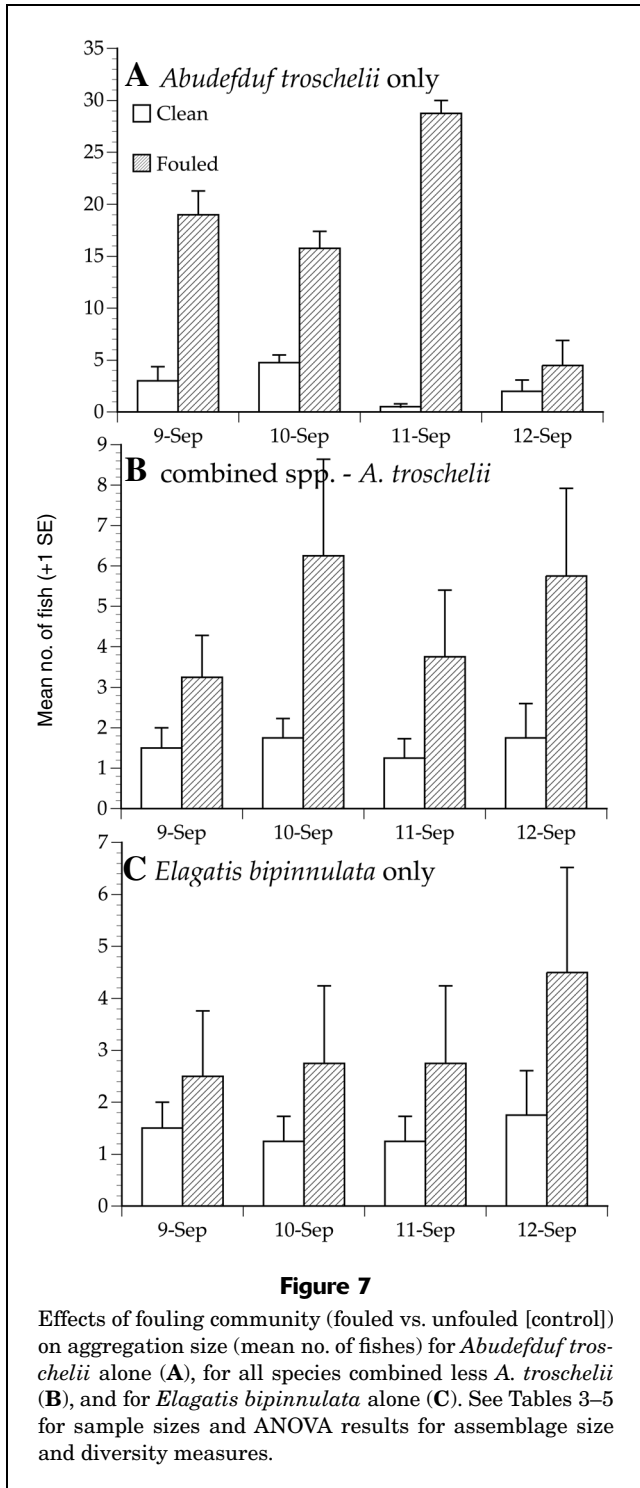 35
A Abudefduf troschelii only
30
Clean
25
Fouled
20
15
10
5
0
9-Sep 10-Sep 11-Sep 12-Sep
9
B combined spp. - A. troschelii
8
7
6
5
4
3
2
1
0
9-Sep 10-Sep 11-Sep 12-Sep
Mean no. of fish (+1 SE)
7
C Elagatis bipinnulata only
6
5
4
3
2
1
0
9-Sep 10-Sep 11-Sep 12-Sep
Figure 7
Effects of fouling community (fouled vs. unfouled [control])
on aggregation size (mean no. of fishes) for Abudefduf tros-
chelii alone (A), for all species combined less A. troschelii
(B), and for Elagatis bipinnulata alone (C). See Tables 3–5
for sample sizes and ANOVA results for assemblage size
and diversity measures.